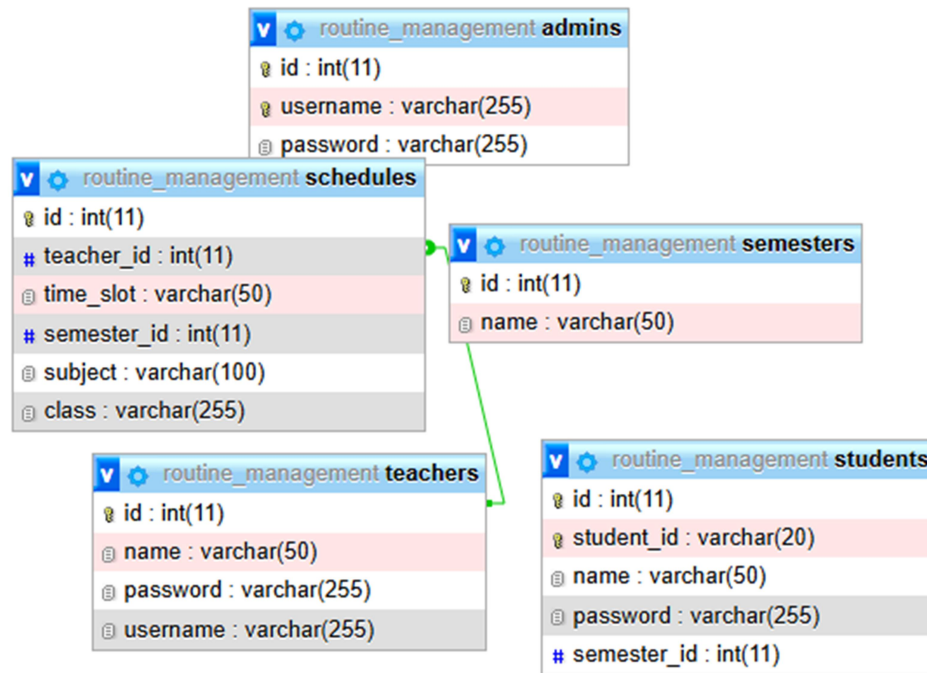 v routine_management admins
id : int(11)
username : varchar(255)
password : varchar(255)
v routine_management schedules
id : int(11)
# teacher_id : int(11)
time_slot : varchar(50)
# semester_id : int(11)
subject : varchar(100)
class : varchar(255)
v routine_management semesters
id : int(11)
name : varchar(50)
v routine_management teachers
id : int(11)
name : varchar(50)
password : varchar(255)
username : varchar(255)
v routine_management students
id : int(11)
student_id : varchar(20)
name : varchar(50)
password : varchar(255)
# semester_id : int(11)